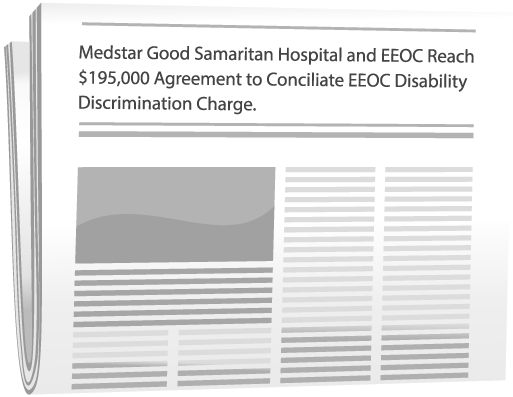 Medstar Good Samaritan Hospital and EEOC Reach
$195,000 Agreement to Conciliate EEOC Disability
Discrimination Charge.